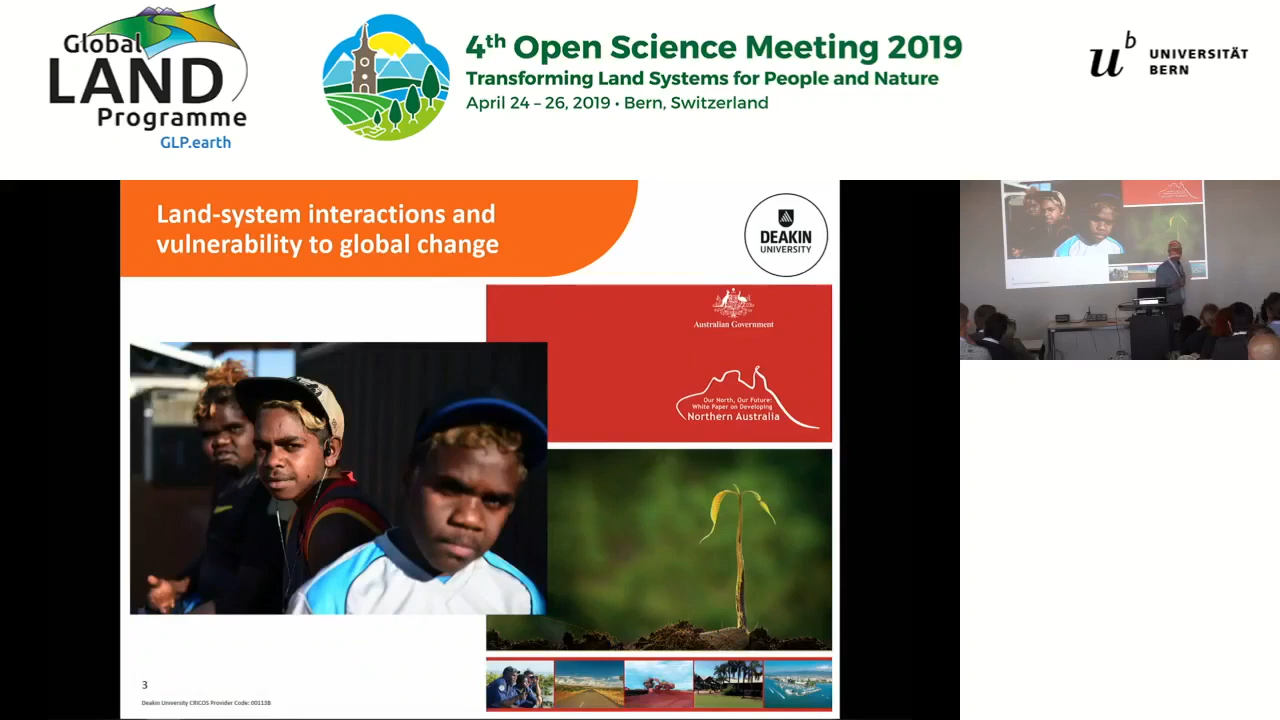 Global
LAND
Programme
GLP.earth
4th Open Science Meeting 2019
Transforming Land Systems for People and Nature
April 24 – 26, 2019 • Bern, Switzerland
u b
UNIVERSITÄT
BERN
Land-system interactions and
vulnerability to global change
DEAKIN
UNIVERSITY
Australian Government
Our North, Our Future:
White Paper on Developing
Northern Australia
3
Deakin University CRICOS Provider Code: 00113B